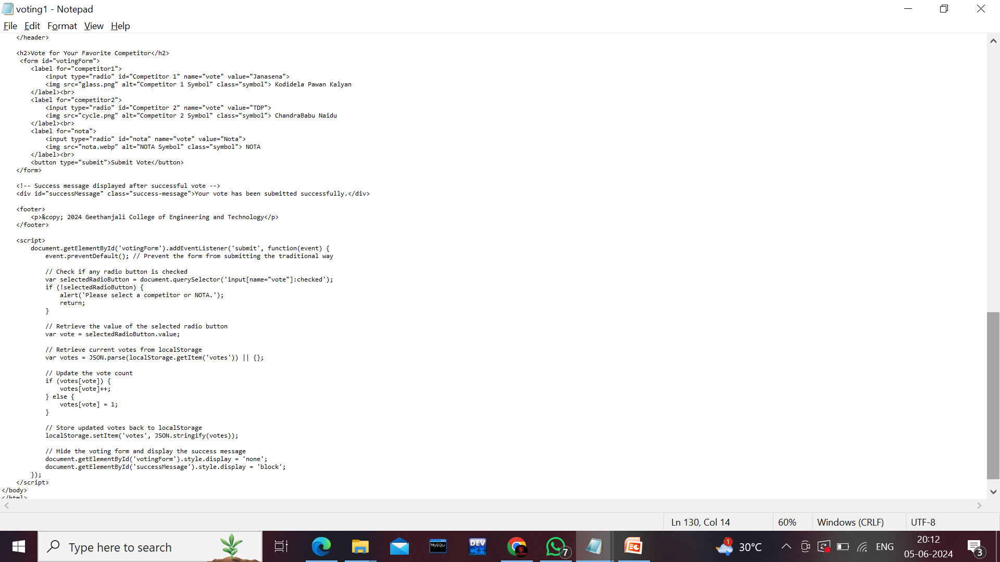 voting1 - Notepad
File Edit Format View Help
</header>
<h2>Vote for Your Favorite Competitor</h2>
<form id="votingForm">
<label for="competitor1">
<input type="radio" id="Competitor 1" name="vote" value="Janasena">
<img src="glass.png" alt="Competitor 1 Symbol" class="symbol"> Kodidela Pawan Kalyan
</label><br>
<label for="competitor2">
<input type="radio" id="Competitor 2" name="vote" value="TDP">
<img src="cycle.png" alt="Competitor 2 Symbol" class="symbol"> ChandraBabu Naidu
</label><br>
<label for="nota">
<input type="radio" id="nota" name="vote" value="Nota">
<img src="nota.webp" alt="NOTA Symbol" class="symbol"> NOTA
</label><br>
<button type="submit">Submit Vote</button>
</form>
<!-- Success message displayed after successful vote -->
<div id="successMessage" class="success-message">Your vote has been submitted successfully.</div>
<footer>
<p>&copy; 2024 Geethanjali College of Engineering and Technology</p>
</footer>
<script>
document.getElementById('votingForm').addEventListener('submit', function(event) {
event.preventDefault(); // Prevent the form from submitting the traditional way
// Check if any radio button is checked
var selectedRadioButton = document.querySelector('input[name="vote"]:checked');
if (!selectedRadioButton) {
alert('Please select a competitor or NOTA.');
return;
}
// Retrieve the value of the selected radio button
var vote = selectedRadioButton.value;
// Retrieve current votes from localStorage
var votes = JSON.parse(localStorage.getItem('votes')) || {};
// Update the vote count
if (votes[vote]) {
votes[vote]++;
} else {
votes[vote] = 1;
}
// Store updated votes back to localStorage
localStorage.setItem('votes', JSON.stringify(votes));
// Hide the voting form and display the success message
document.getElementById('votingForm').style.display = 'none';
document.getElementById('successMessage').style.display = 'block';
});
</script>
</body>
</html>
Ln 130, Col 14 60% Windows (CRLF) UTF-8
Type here to search
MySQL
DEV
C++
7
1
30°C
ENG
20:12
05-06-2024
3